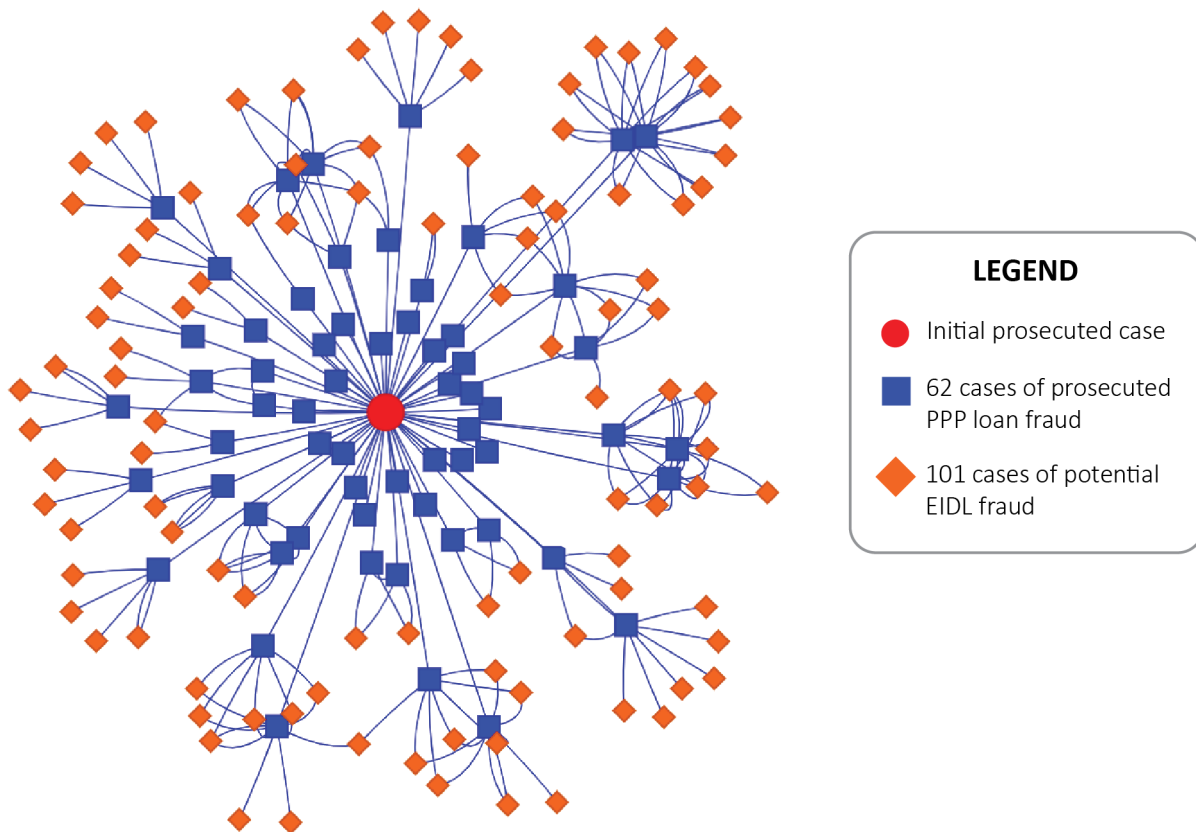 LEGEND
Initial prosecuted case
62 cases of prosecuted
PPP loan fraud
101 cases of potential
EIDL fraud